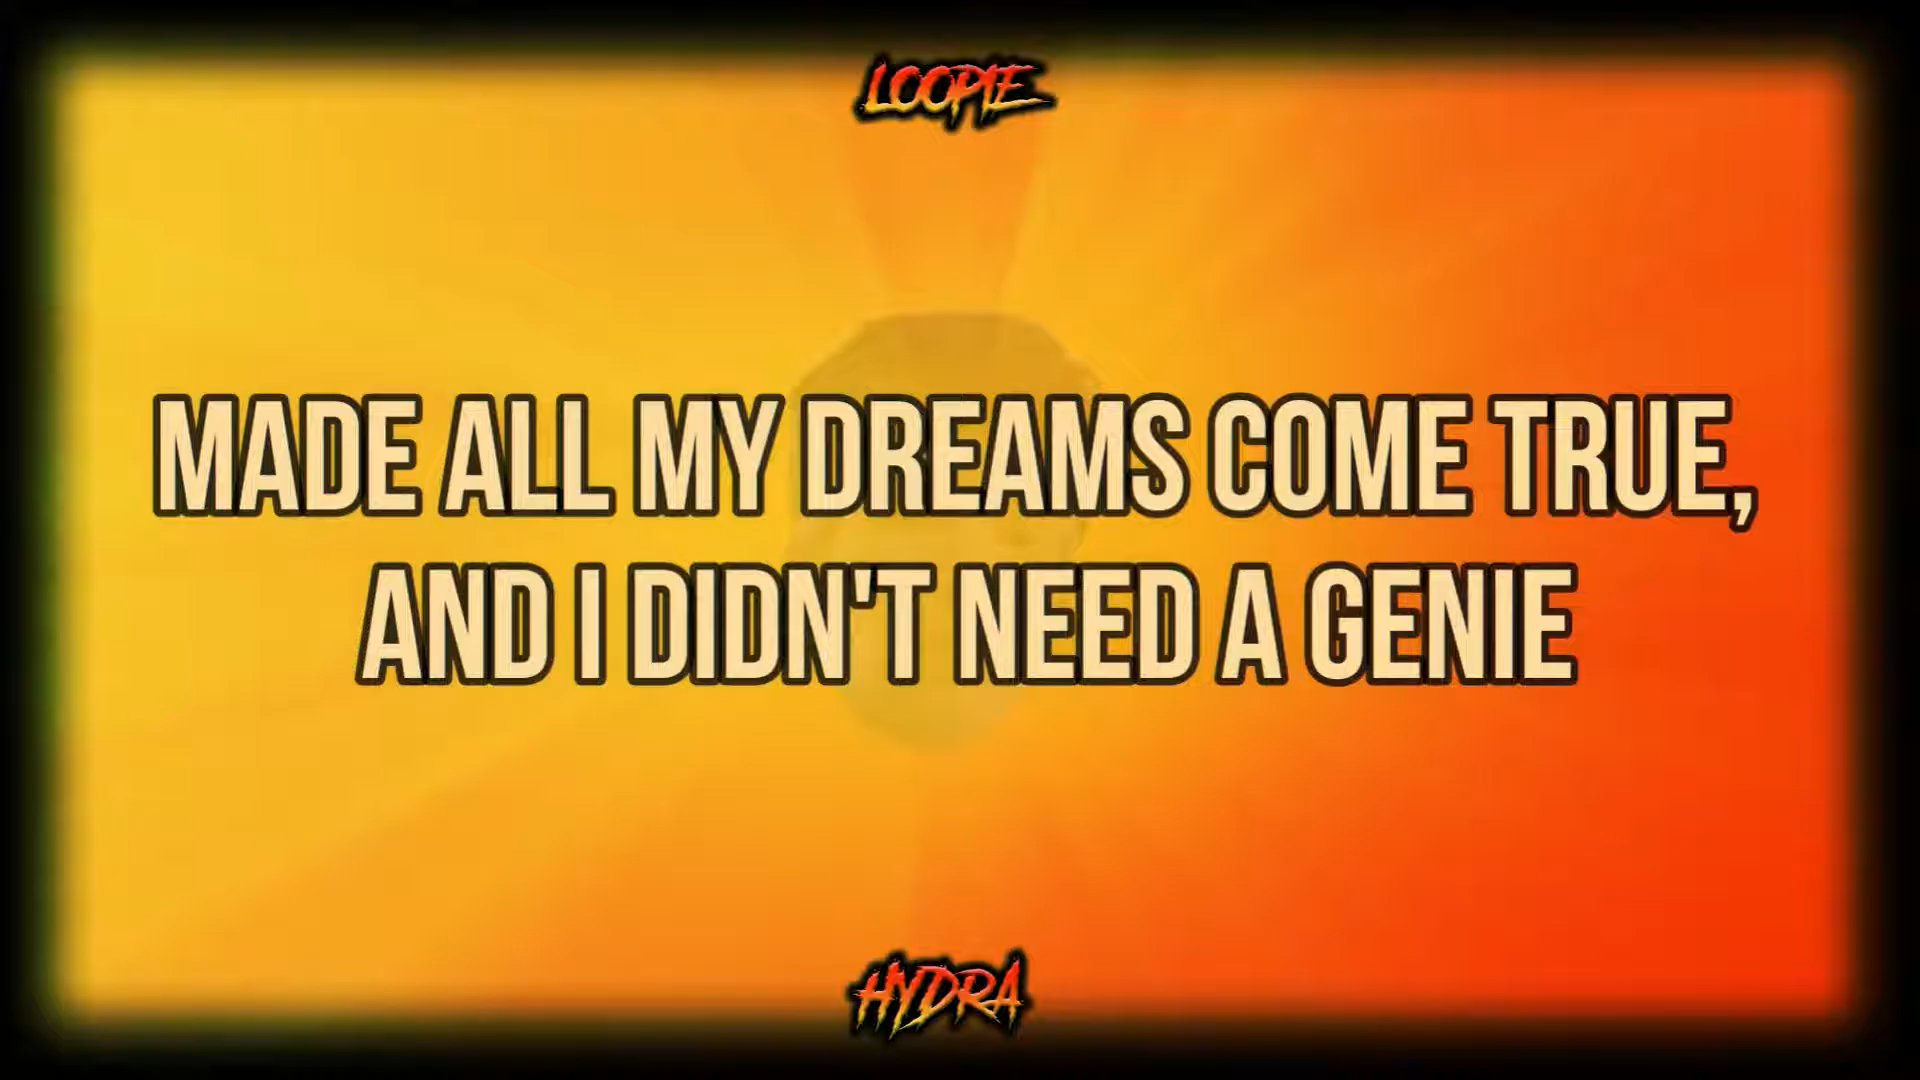 LOOPIE
MADE ALL MY DREAMS COME TRUE,
AND I DIDN'T NEED A GENIE
HYDRA